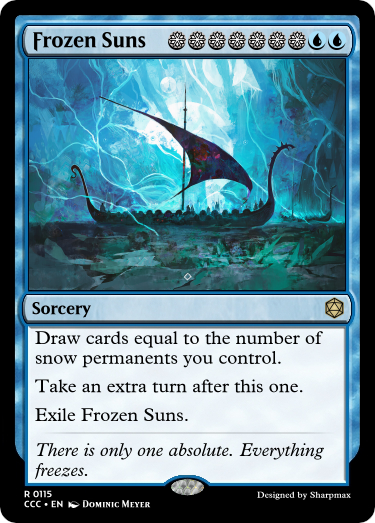 Frozen Suns
Sorcery
Draw cards equal to the number of
snow permanents you control.
Take an extra turn after this one.
Exile Frozen Suns.
There is only one absolute. Everything
freezes.
R 0115
CCC • EN DOMINIC MEYER
Designed by Sharpmax